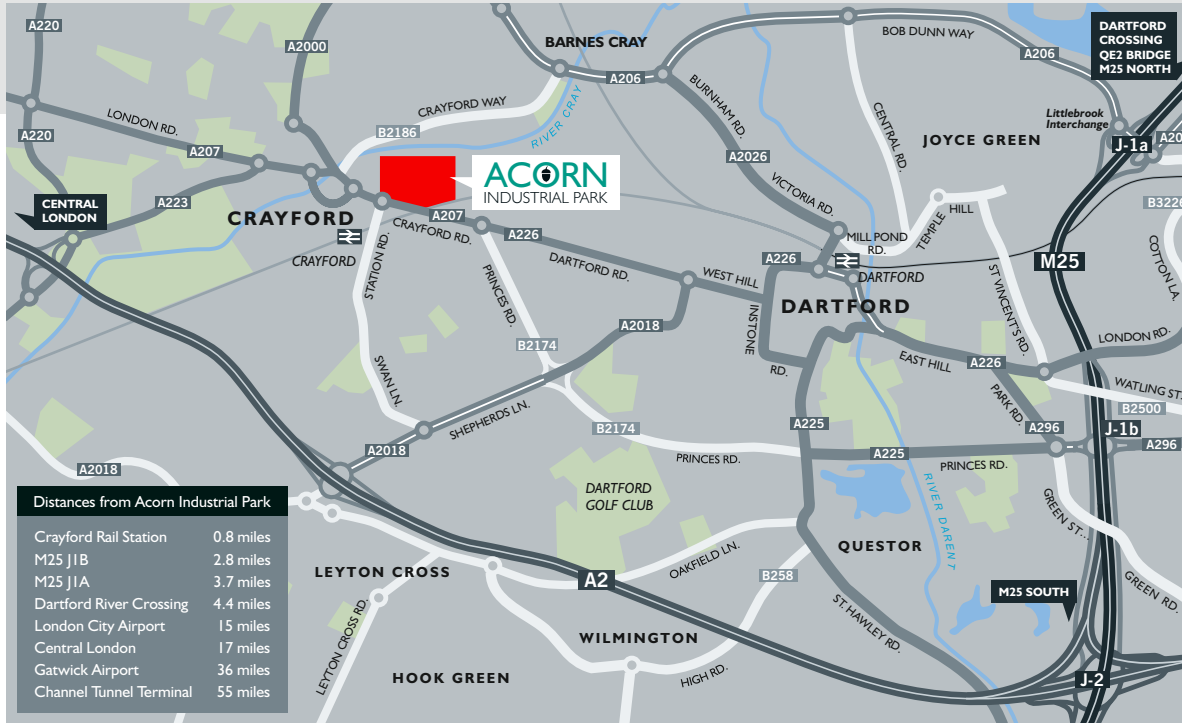 A220
A2000
BARNES CRAY
BOB DUNN WAY
A206
DARTFORD
CROSSING
QE2 BRIDGE
M25 NORTH
A206
BURNHAM RD.
CRAYFORD WAY
RIVER CRAY
CENTRAL RD.
Littlebrook
Interchange
LONDON RD.
A220
B2186
JOYCE GREEN
J-1a
A20
A207
A2026
ACORN
INDUSTRIAL PARK
VICTORIA RD.
CENTRAL
LONDON
A223
CRAYFORD
A207
CRAYFORD RD.
A226
TEMPLE
HILL
B3226
MILL POND
RD.
CRAYFORD
STATION RD.
PRINCES RD.
DARTFORD RD.
WEST HILL
A226
DARTFORD
M25
COTTON LA.
DARTFORD
INSTONE
RD.
ST VINCENT'S RD.
A2018
LONDON RD.
B2174
EAST HILL
A226
SWAN LN.
WATLING ST.
B2500
PARK RD.
SHEPHERDS LN.
B2174
A225
A296
J-1b
A296
A2018
A2018
PRINCES RD.
A225
PRINCES RD.
DARTFORD
GOLF CLUB
RIVER DARENT
GREEN ST...
Distances from Acorn Industrial Park
Crayford Rail Station 0.8 miles
M25 J1B 2.8 miles
M25 J1A 3.7 miles
Dartford River Crossing 4.4 miles
London City Airport 15 miles
Central London 17 miles
Gatwick Airport 36 miles
Channel Tunnel Terminal 55 miles
QUESTOR
OAKFIELD LN.
LEYTON CROSS
A2
B258
GREEN RD.
M25 SOUTH
LEYTON CROSS RD.
WILMINGTON
ST. HAWLEY RD.
HOOK GREEN
HIGH RD.
J-2